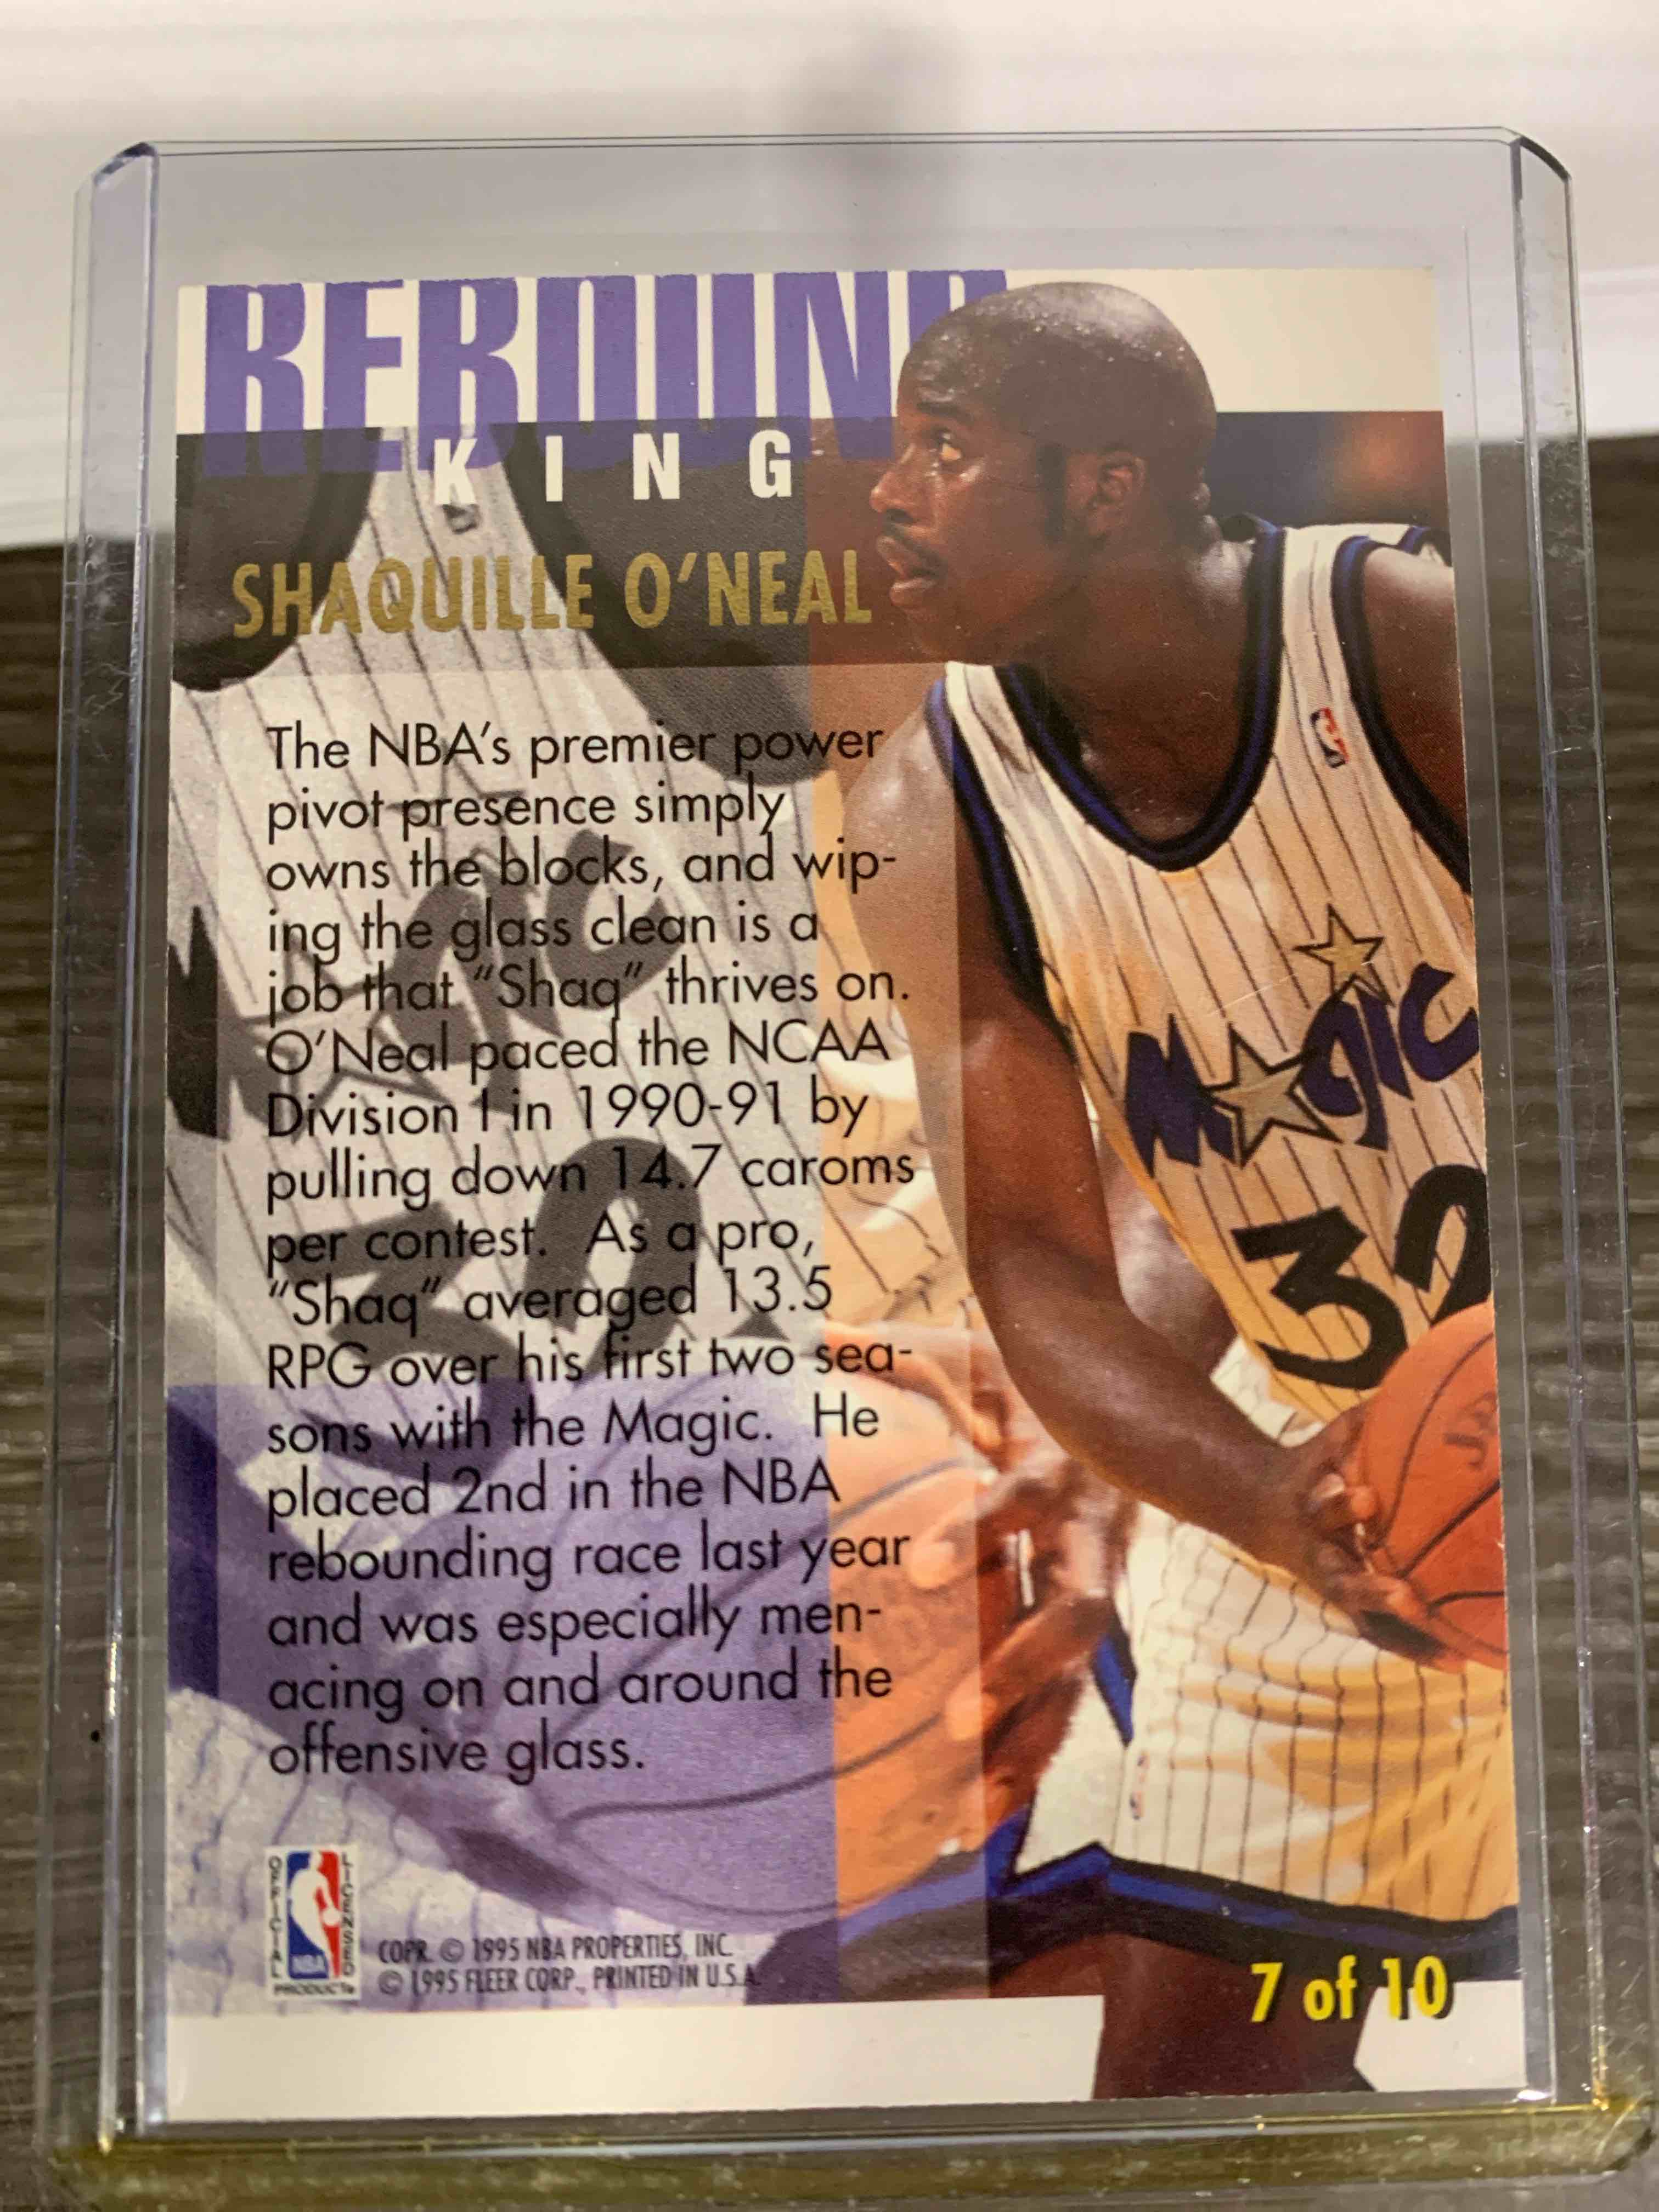 REBOUND
KING
SHAQUILLE O'NEAL
The NBA's premier power
pivot presence simply
owns the blocks, and wip-
ing the glass clean is a
job that "Shaq" thrives on.
O'Neal paced the NCAA
Division I in 1990-91 by
pulling down 14.7 caroms
per contest. As a pro,
"Shaq" averaged 13.5
RPG over his first two sea-
sons with the Magic. He
placed 2nd in the NBA
rebounding race last year
and was especially men-
acing on and around the
offensive glass.
MAGIC
32
OFFICIAL
LICENSED
NBA
PRODUCT
COPR. © 1995 NBA PROPERTIES, INC.
© 1995 FLEER CORP., PRINTED IN U.S.A.
7 of 10